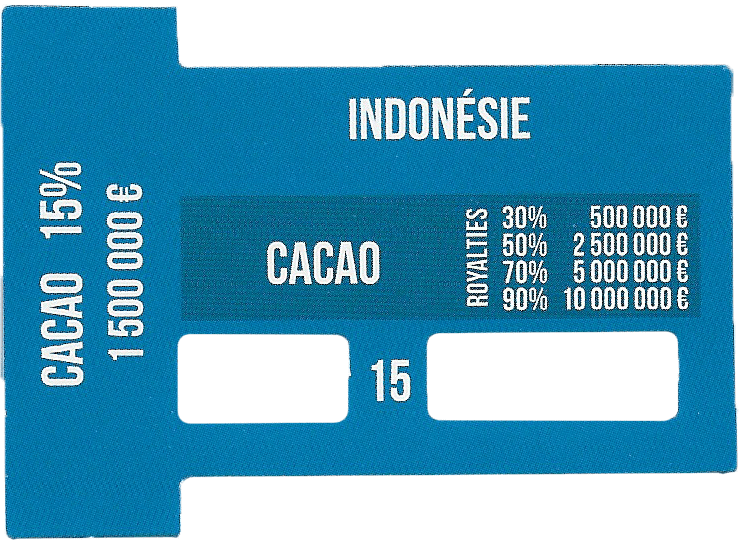 CACAO 15%
1 500 000 €
INDONÉSIE
CACAO
ROYALTIES
30% 500 000 €
50% 2 500 000 €
70% 5 000 000 €
90% 10 000 000 €
15